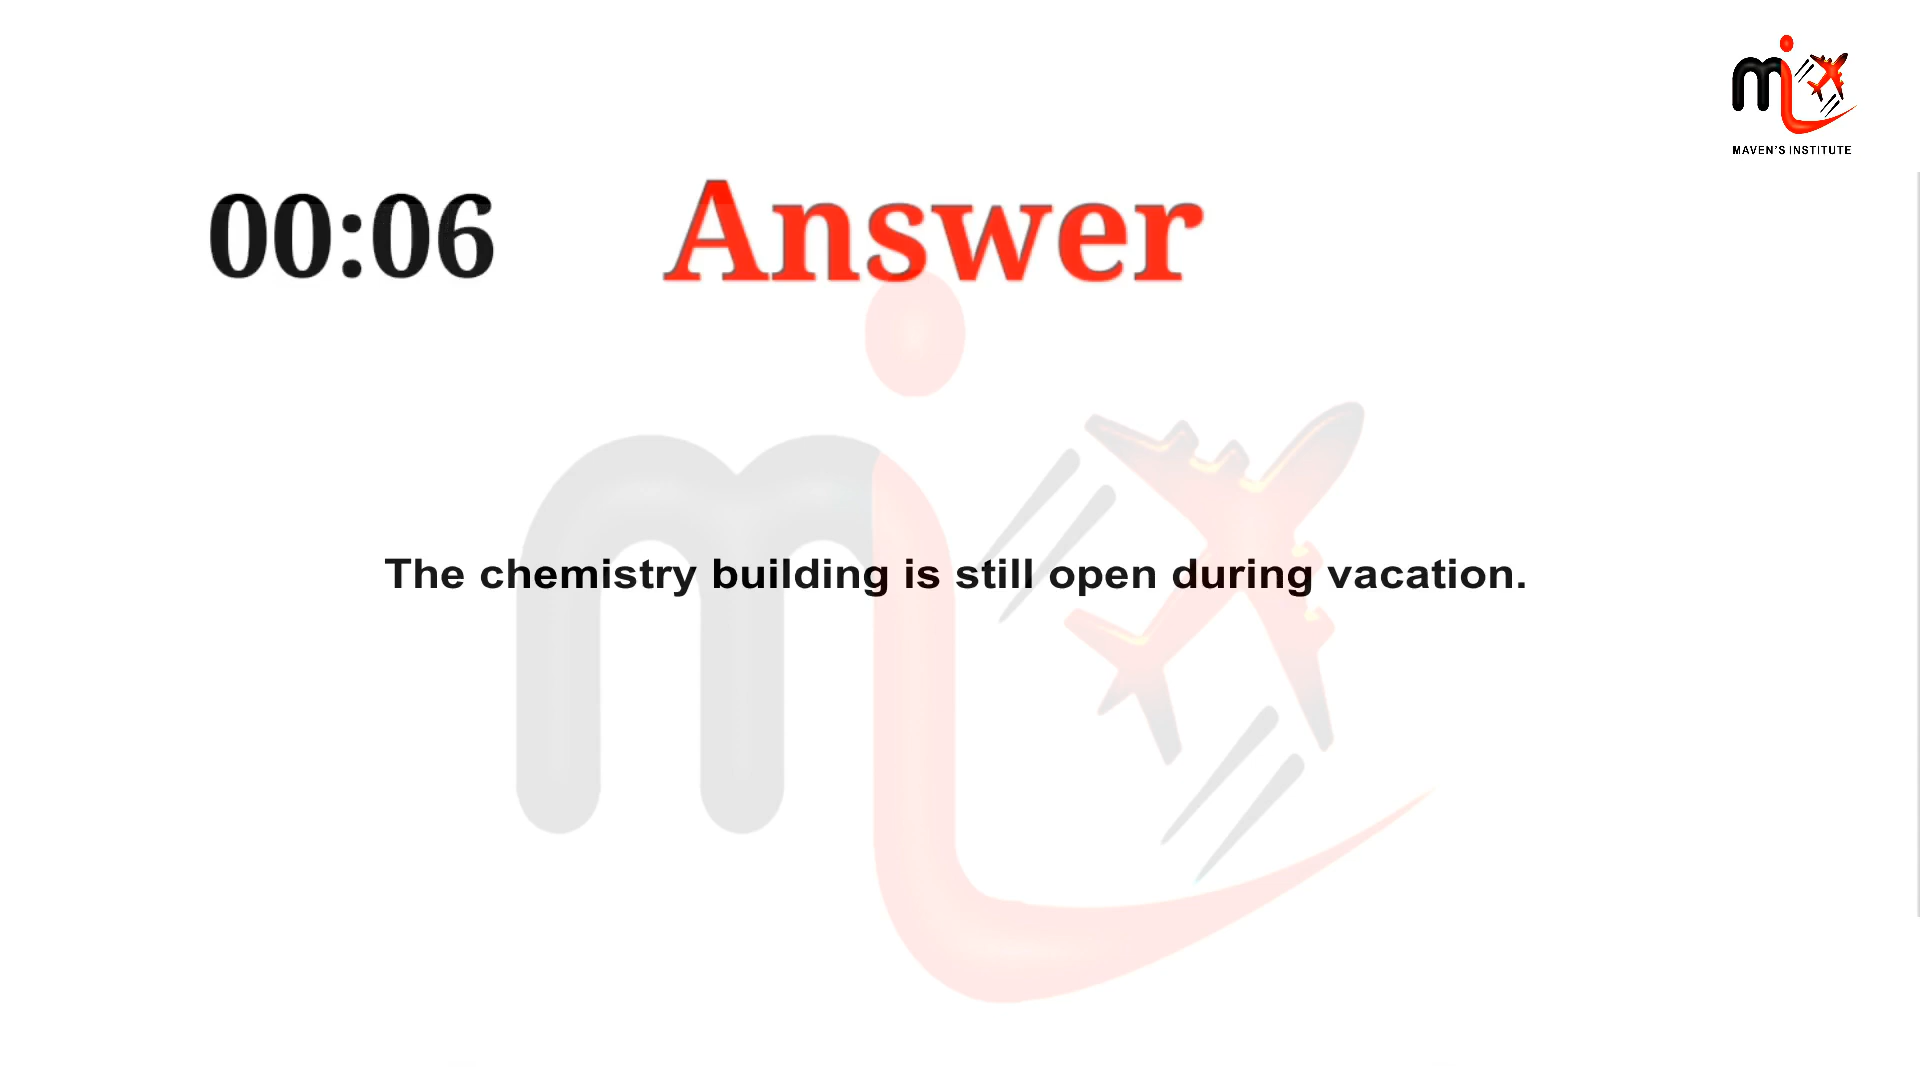 MAVEN'S INSTITUTE
00:06 Answer
The chemistry building is still open during vacation.